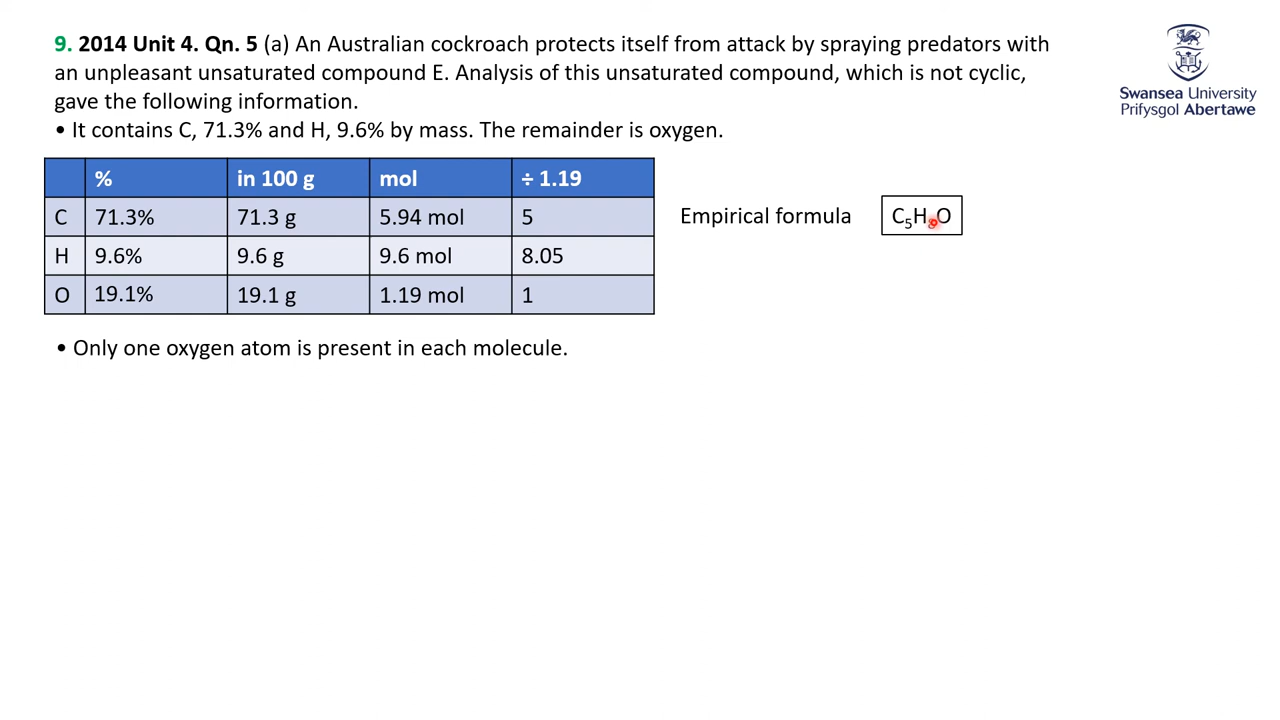 9. 2014 Unit 4. Qn. 5 (a) An Australian cockroach protects itself from attack by spraying predators with
an unpleasant unsaturated compound E. Analysis of this unsaturated compound, which is not cyclic,
gave the following information.
• It contains C, 71.3% and H, 9.6% by mass. The remainder is oxygen.
Swansea University
Prifysgol Abertawe
% in 100 g mol ÷ 1.19
C 71.3% 71.3 g 5.94 mol 5
H 9.6% 9.6 g 9.6 mol 8.05
O 19.1% 19.1 g 1.19 mol 1
Empirical formula C₅H₈O
• Only one oxygen atom is present in each molecule.